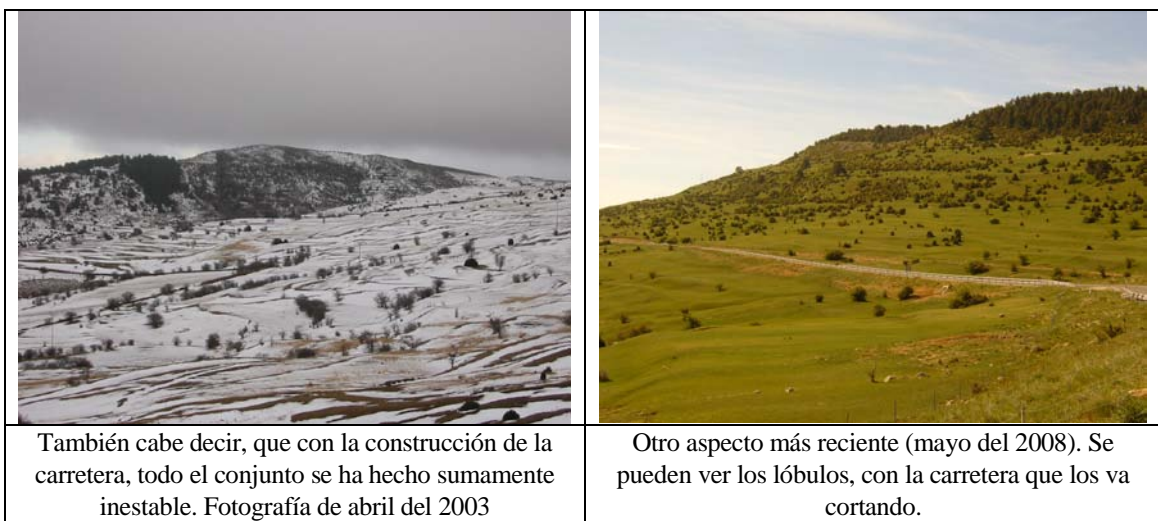 También cabe decir, que con la construcción de la
carretera, todo el conjunto se ha hecho sumamente
inestable. Fotografía de abril del 2003
Otro aspecto más reciente (mayo del 2008). Se
pueden ver los lóbulos, con la carretera que los va
cortando.